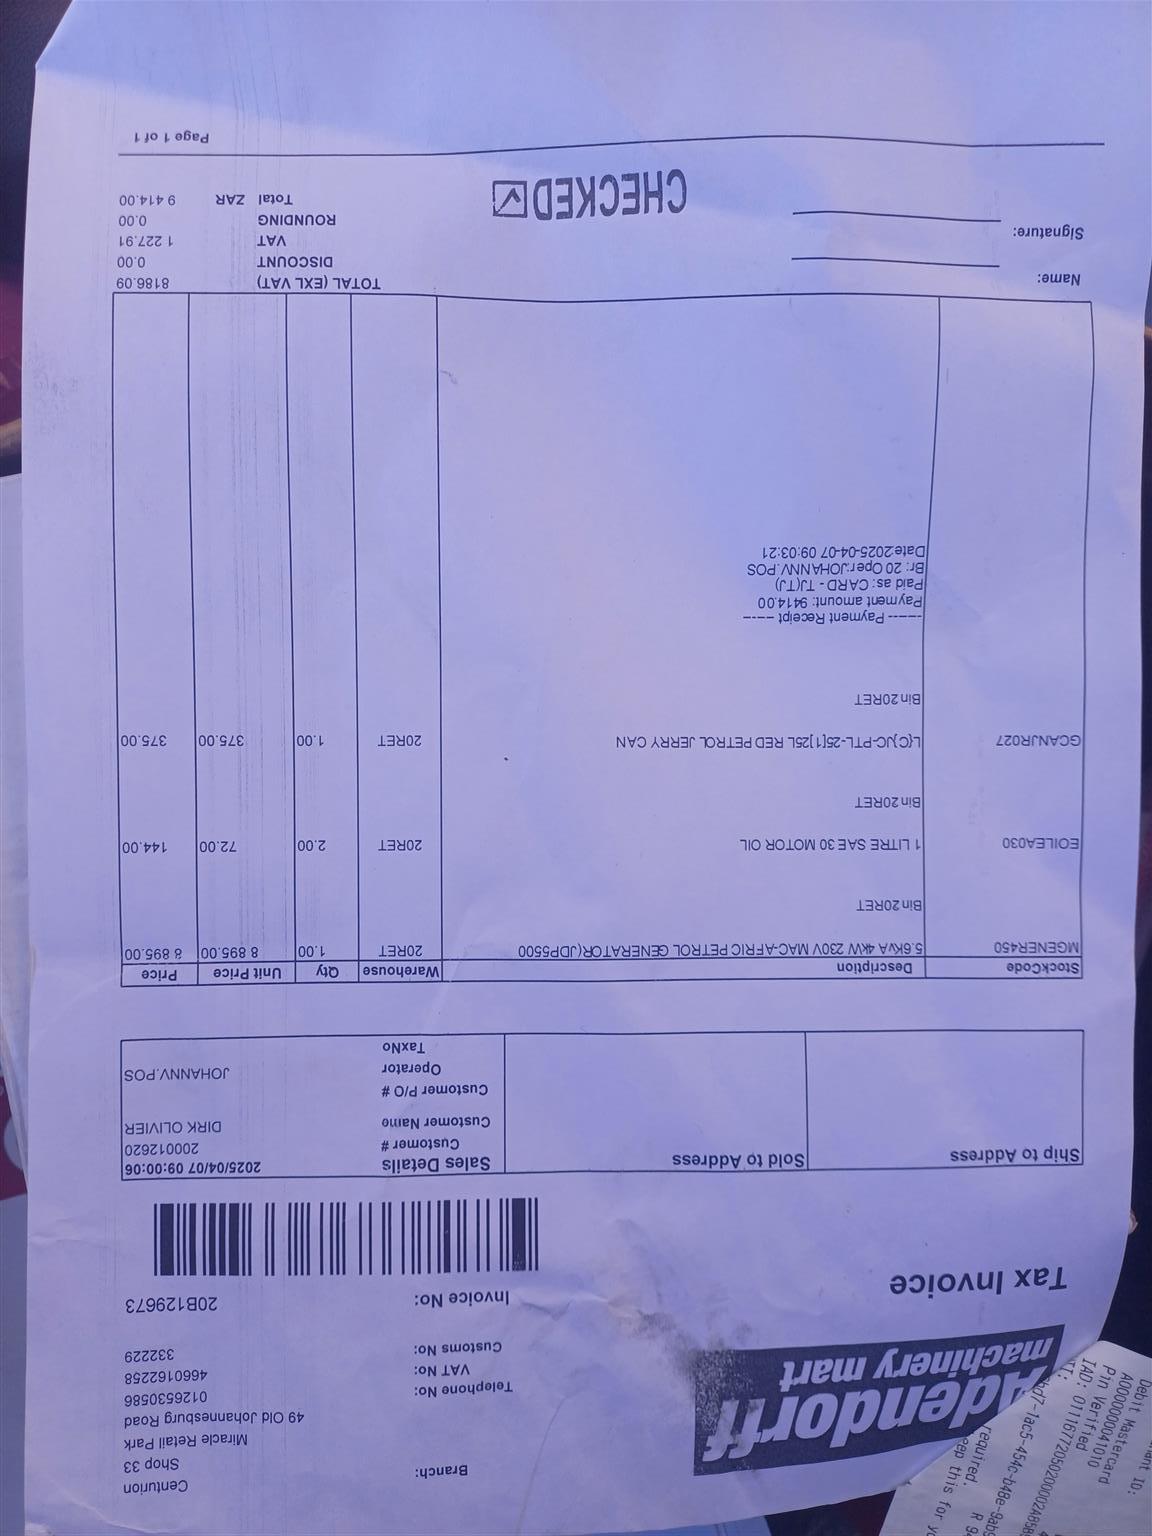 Adendorff
machinery mart
Tax Invoice
Branch: Centurion
Shop 33
Miracle Retail Park
49 Old Johannesburg Road
Telephone No: 0126530586
VAT No: 4660162258
Customs No: 332229
Invoice No: 20B129673
Ship to Address
Sold to Address
Sales Details 2025/04/07 09:00:06
Customer # 200012620
Customer Name DIRK OLIVIER
Customer P/O #
Operator JOHANNV.POS
TaxNo
StockCode Description Warehouse Qty Unit Price Price
MGENER450 5.6KVA 4KW 230V MAC-AFRIC PETROL GENERATOR(JDP5500 20RET 1.00 8 895.00 8 895.00
Bin 20RET
EOILEA030 1 LITRE SAE 30 MOTOR OIL 20RET 2.00 72.00 144.00
Bin 20RET
GCANJR027 L{C}JC-PTL-25[1]25L RED PETROL JERRY CAN 20RET 1.00 375.00 375.00
Bin 20RET
----- Payment Receipt -----
Payment amount: 9414.00
Paid as: CARD - TJ(TJ)
Br: 20 Oper:JOHANNV.POS
Date:2025-04-07 09:03:21
TOTAL (EXL VAT) 8186.09
DISCOUNT 0.00
VAT 1 227.91
ROUNDING 0.00
Total ZAR 9 414.00
Name:
Signature:
CHECKED
Page 1 of 1
Debit Mastercard
A0000000041010
Pin Verified
required.